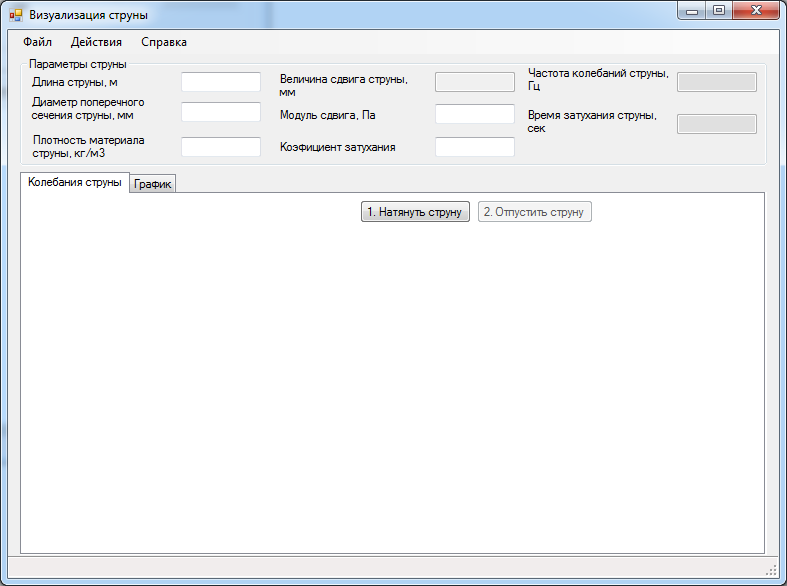 Визуализация струны
Файл Действия Справка
Параметры струны
Длина струны, м
Диаметр поперечного
сечения струны, мм
Плотность материала
струны, кг/м3
Величина сдвига струны,
мм
Модуль сдвига, Па
Коэфициент затухания
Частота колебаний струны,
Гц
Время затухания струны,
сек
Колебания струны График
1. Натянуть струну 2. Отпустить струну